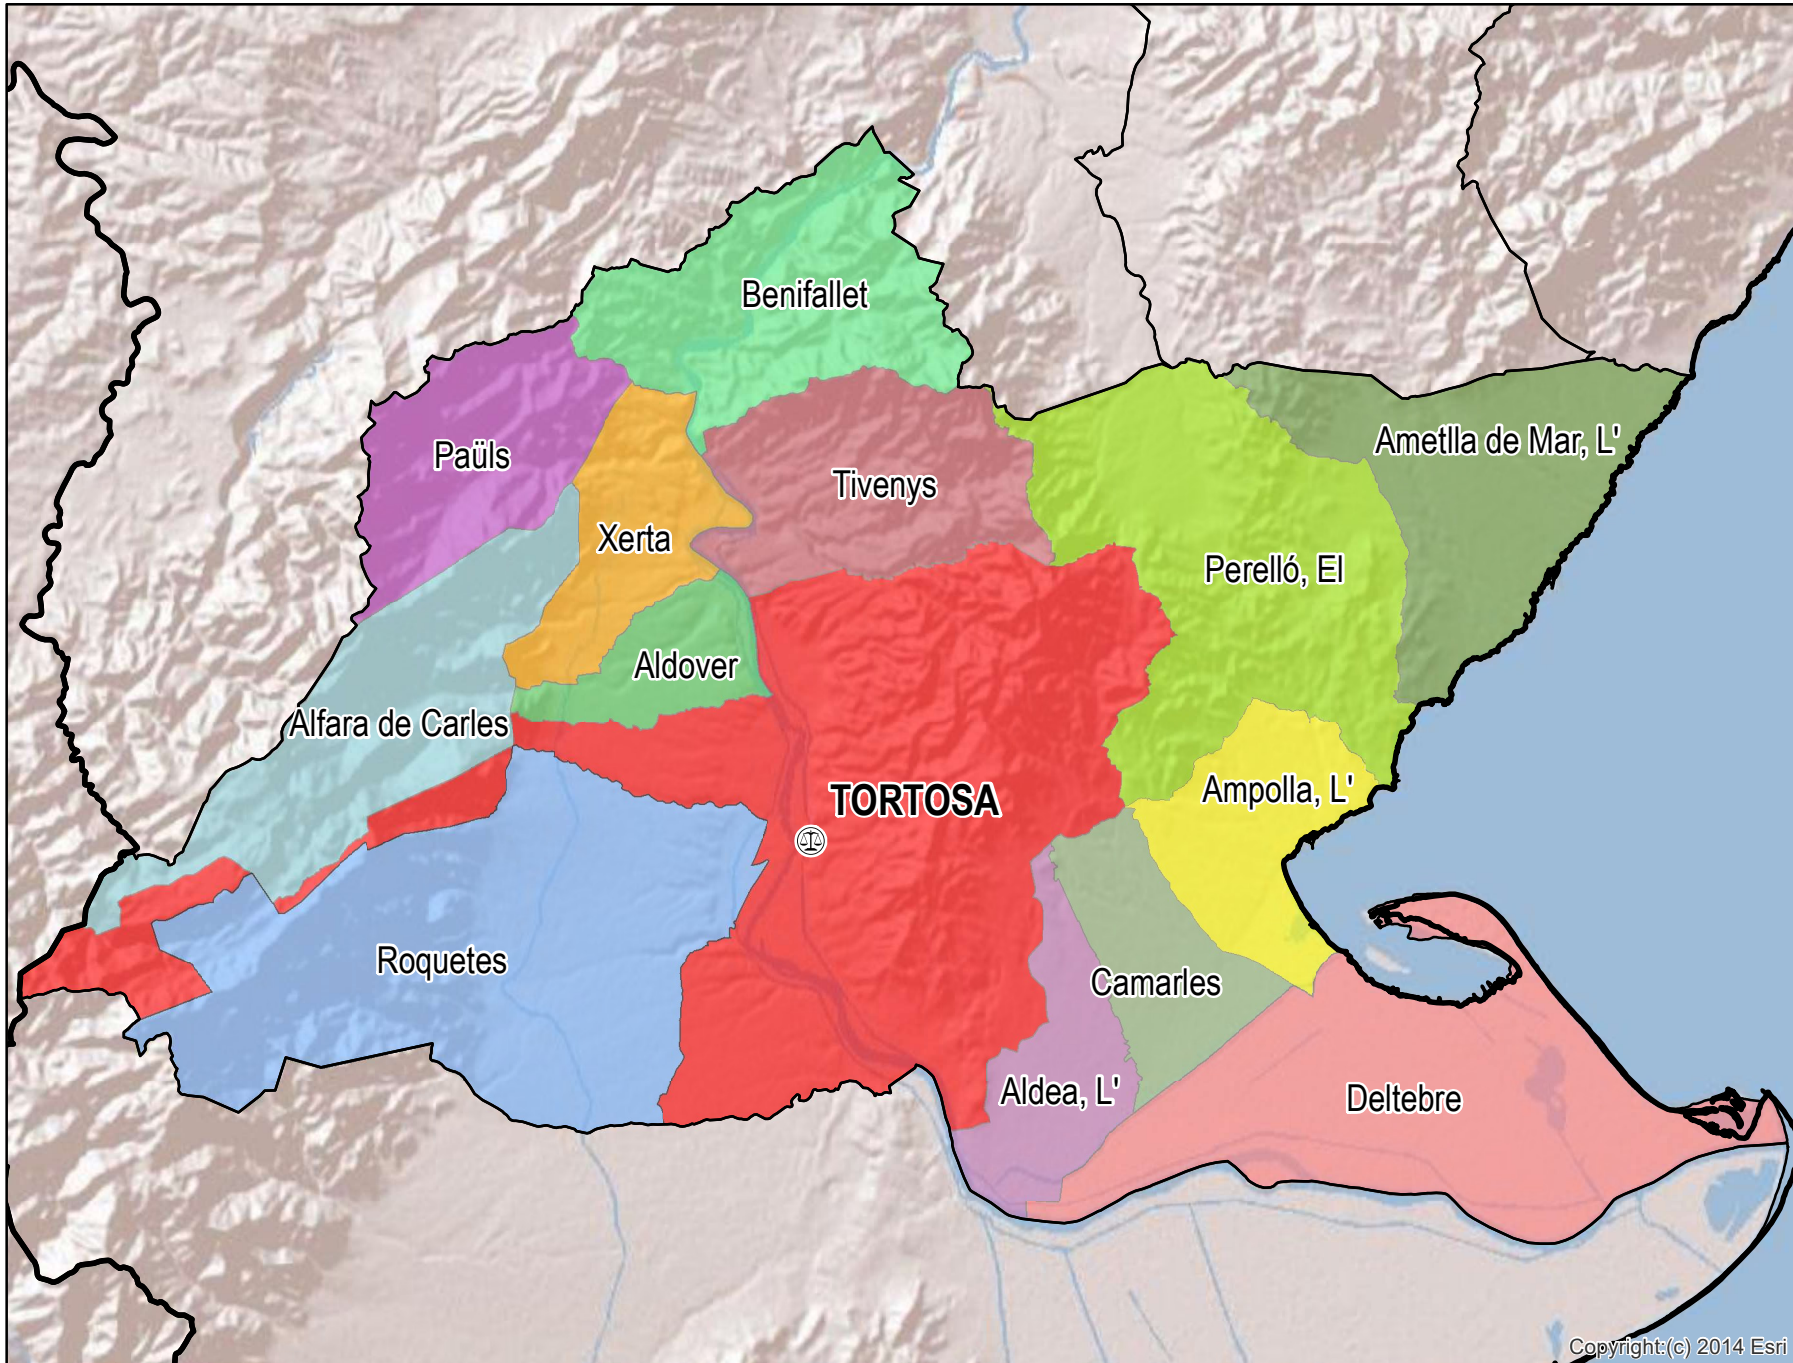 Benifallet
Ametlla de Mar, L'
Paüls
Tivenys
Xerta
Perelló, El
Aldover
Alfara de Carles
Ampolla, L'
TORTOSA
Roquetes
Camarles
Aldea, L'
Deltebre
Copyright:(c) 2014 Esri